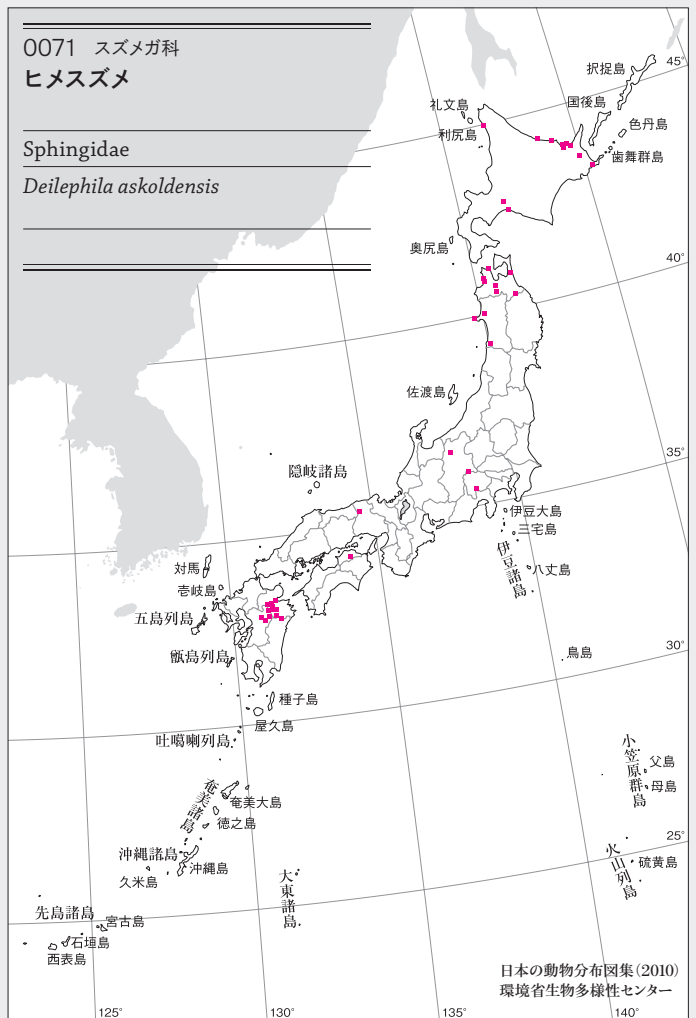 0071 スズメガ科
ヒメスズメ
Sphingidae
Deilephila askoldensis
45°
択捉島
礼文島
国後島
色丹島
利尻島
歯舞群島
奥尻島
40°
佐渡島
35°
隠岐諸島
伊豆大島
三宅島
伊豆諸島
八丈島
対馬
壱岐島
五島列島
甑島列島
鳥島
30°
種子島
屋久島
吐噶喇列島
小笠原群島
父島
母島
奄美諸島
奄美大島
徳之島
25°
沖縄諸島
沖縄島
久米島
火山列島
硫黄島
大東諸島
先島諸島
宮古島
石垣島
西表島
日本の動物分布図集（2010）
環境省生物多様性センター
125°
130°
135°
140°